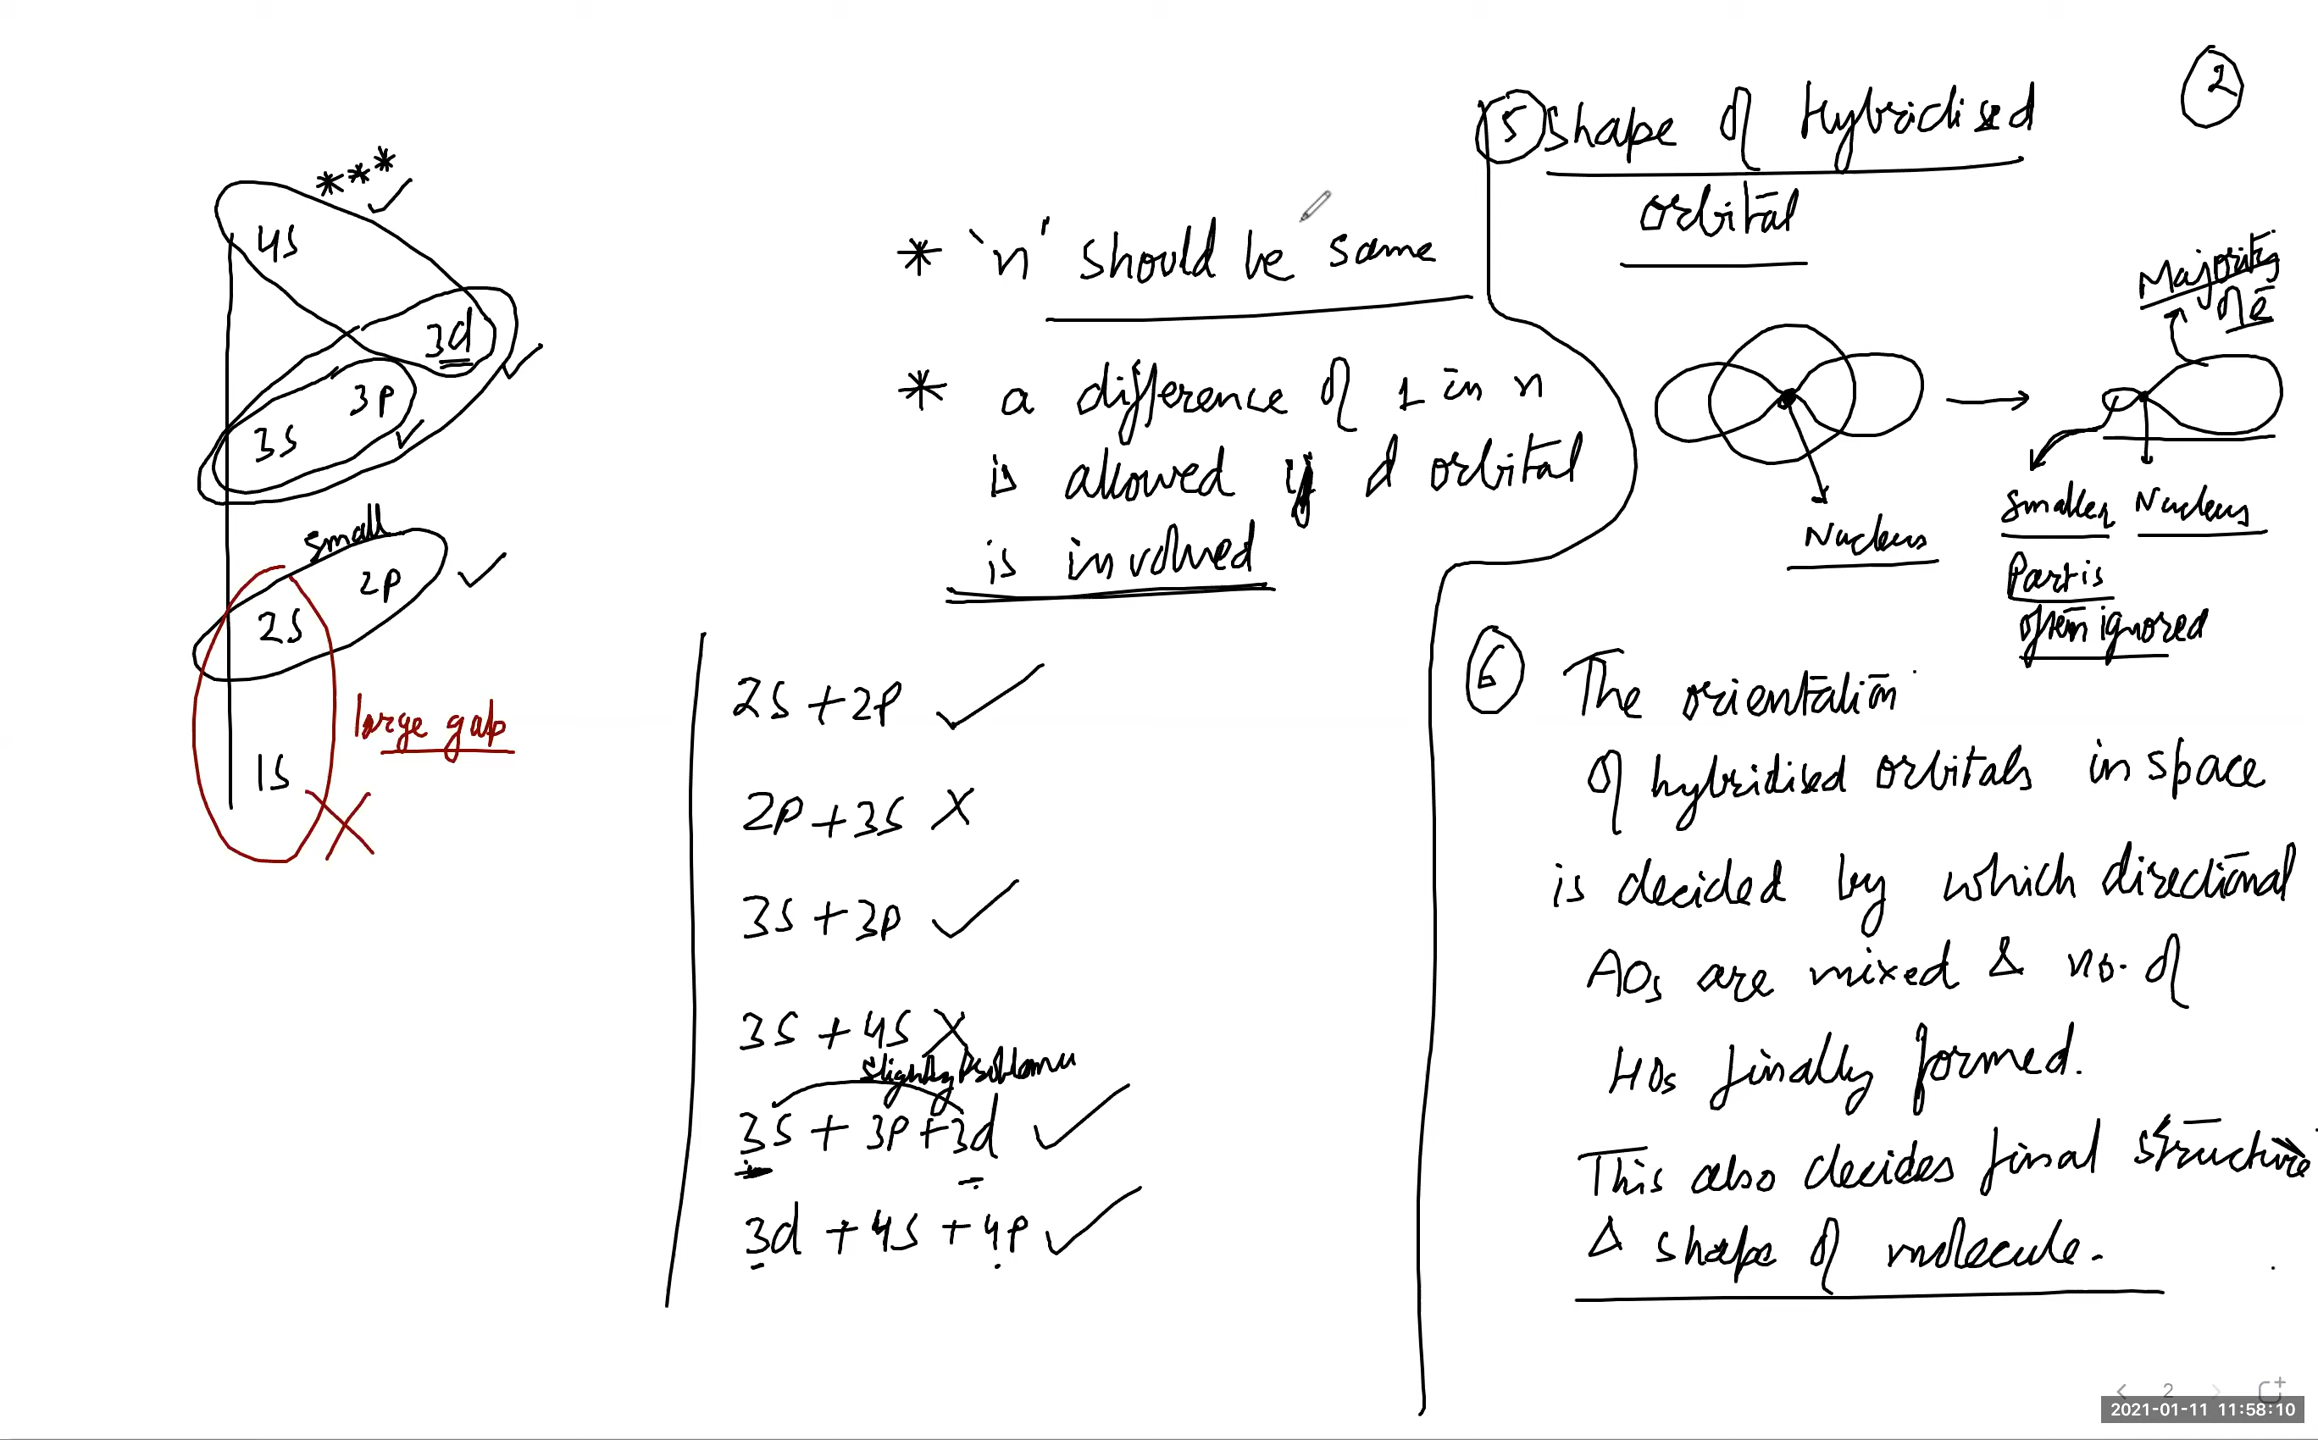 2
***
4s
3d
3p
3s
small
2p
2s
large gap
1s
* 'n' should be same
* a difference of 1 in n
is allowed if d orbital
is involved
2s + 2p ✓
2p + 3s X
3s + 3p ✓
3s + 4s X
slightly
3s + 3p + 3d ✓
3d + 4s + 4p ✓
5 Shape of Hybridised
orbital
Majority
of e
Nucleus
Smaller
Part is
often ignored
Nucleus
6 The orientation
of hybridised orbitals in space
is decided by which directional
AOs are mixed & no. of
HOs finally formed.
This also decides final structure
& shape of molecule.
2
2021-01-11 11:58:10